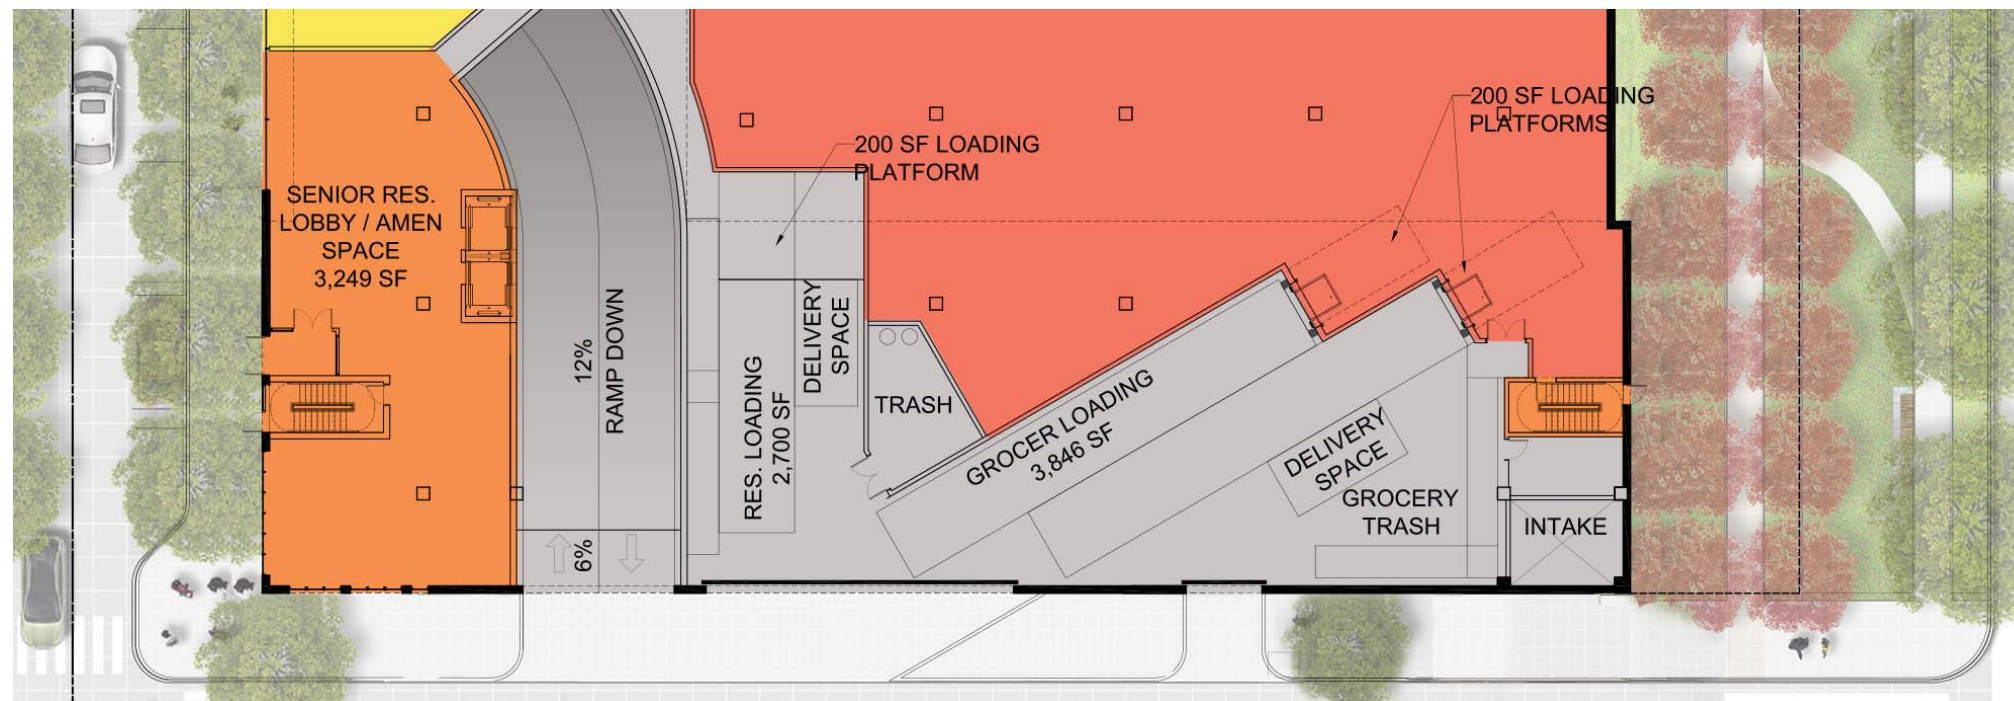 200 SF LOADING
PLATFORMS
200 SF LOADING
PLATFORM
SENIOR RES.
LOBBY / AMEN
SPACE
3,249 SF
12%
RAMP DOWN
6%
RES. LOADING
2,700 SF
DELIVERY
SPACE
TRASH
GROCER LOADING
3,846 SF
DELIVERY
SPACE
GROCERY
TRASH
INTAKE